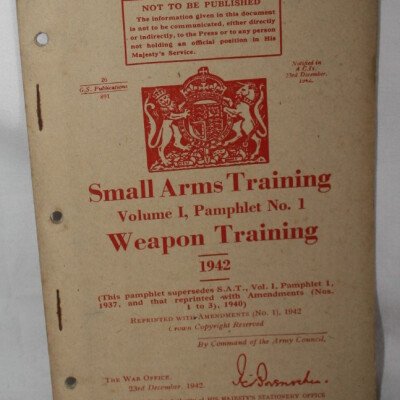 NOT TO BE PUBLISHED
The information given in this document
is not to be communicated, either directly
or indirectly, to the Press or to any person
not holding an official position in His
Majesty's Service.
Notified in
A.C.Is.
23rd December,
1942.
20
G.S. Publications
891
Small Arms Training
Volume I, Pamphlet No. 1
Weapon Training
1942
(This pamphlet supersedes S.A.T., Vol. I, Pamphlet 1,
1937, and that reprinted with Amendments (Nos.
1 to 3), 1940)
Reprinted with Amendments (No. 1), 1942
Crown Copyright Reserved
By Command of the Army Council,
The War Office,
23rd December, 1942.
HIS MAJESTY'S STATIONERY OFFICE